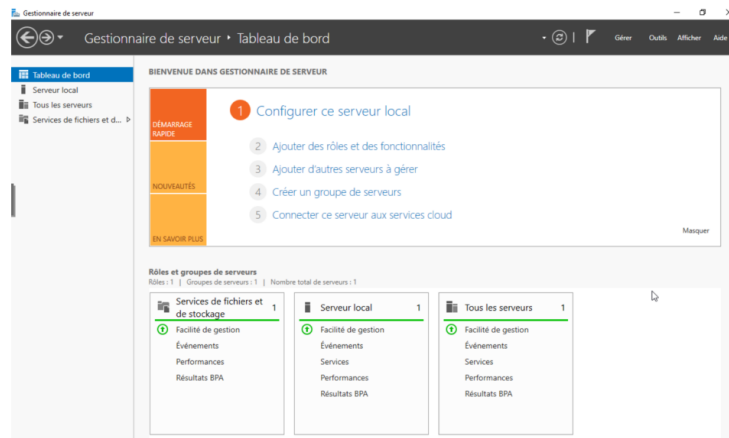 Gestionnaire de serveur
Gestionnaire de serveur • Tableau de bord
Gérer Outils Afficher Aide
Tableau de bord
Serveur local
Tous les serveurs
Services de fichiers et d...
BIENVENUE DANS GESTIONNAIRE DE SERVEUR
DÉMARRAGE
RAPIDE
NOUVEAUTÉS
EN SAVOIR PLUS
1 Configurer ce serveur local
2 Ajouter des rôles et des fonctionnalités
3 Ajouter d'autres serveurs à gérer
4 Créer un groupe de serveurs
5 Connecter ce serveur aux services cloud
Masquer
Rôles et groupes de serveurs
Rôles : 1 | Groupes de serveurs : 1 | Nombre total de serveurs : 1
Services de fichiers et
de stockage 1
Facilité de gestion
Événements
Performances
Résultats BPA
Serveur local 1
Facilité de gestion
Événements
Services
Performances
Résultats BPA
Tous les serveurs 1
Facilité de gestion
Événements
Services
Performances
Résultats BPA